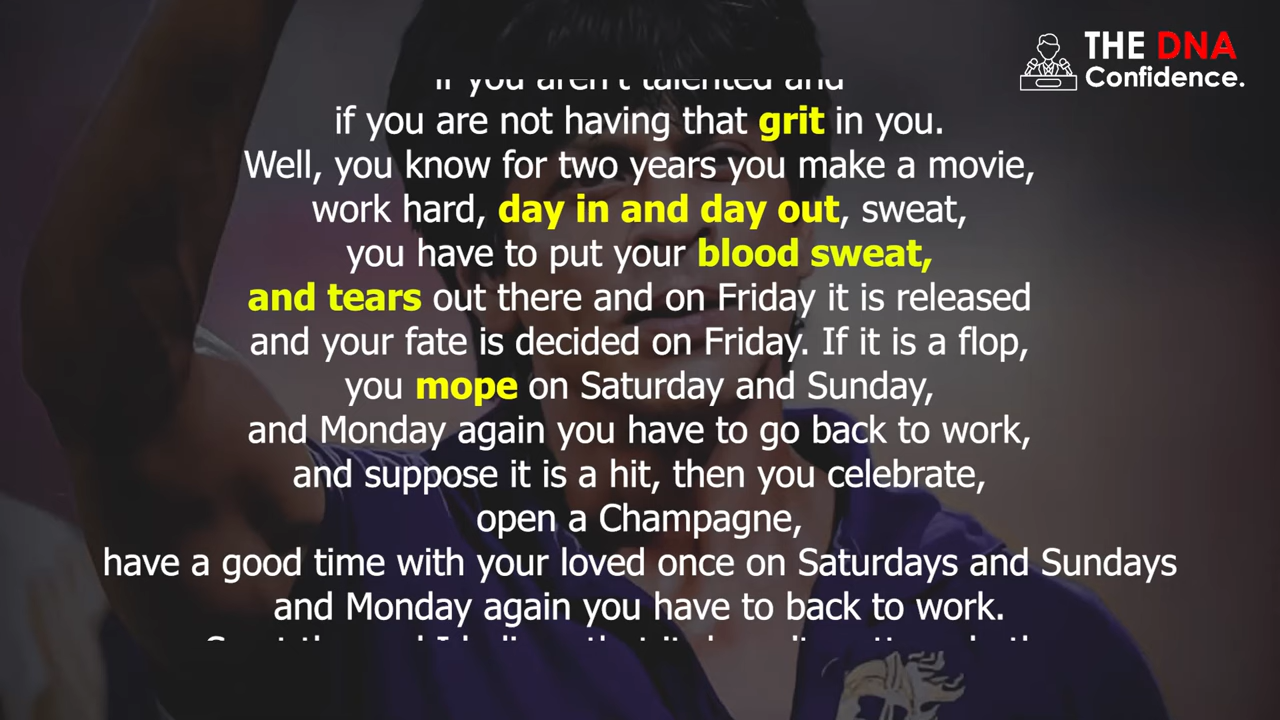 THE DNA
Confidence.
if you aren't talented and
if you are not having that grit in you.
Well, you know for two years you make a movie,
work hard, day in and day out, sweat,
you have to put your blood sweat,
and tears out there and on Friday it is released
and your fate is decided on Friday. If it is a flop,
you mope on Saturday and Sunday,
and Monday again you have to go back to work,
and suppose it is a hit, then you celebrate,
open a Champagne,
have a good time with your loved once on Saturdays and Sundays
and Monday again you have to back to work.